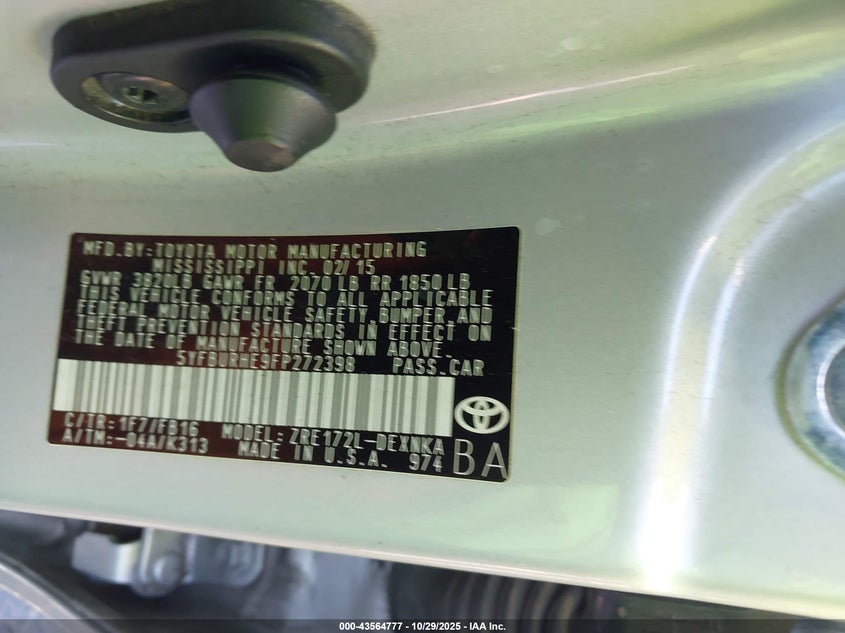 MFD.BY:TOYOTA MOTOR MANUFACTURING
MISSISSIPPI INC. 02/15
GVWR 3820LB GAWR FR 2070 LB RR 1850 LB
THIS VEHICLE CONFORMS TO ALL APPLICABLE
FEDERAL MOTOR VEHICLE SAFETY, BUMPER, AND
THEFT PREVENTION STANDARDS IN EFFECT ON
THE DATE OF MANUFACTURE SHOWN ABOVE.
5YFBURHE9FP272398 PASS.CAR
C/TR: 1F7/FB16 MODEL: ZRE172L-DEXNKA
A/TM:-04A/K313 MADE IN U.S.A. 974 BA
000-43564777 - 10/29/2025 - IAA Inc.